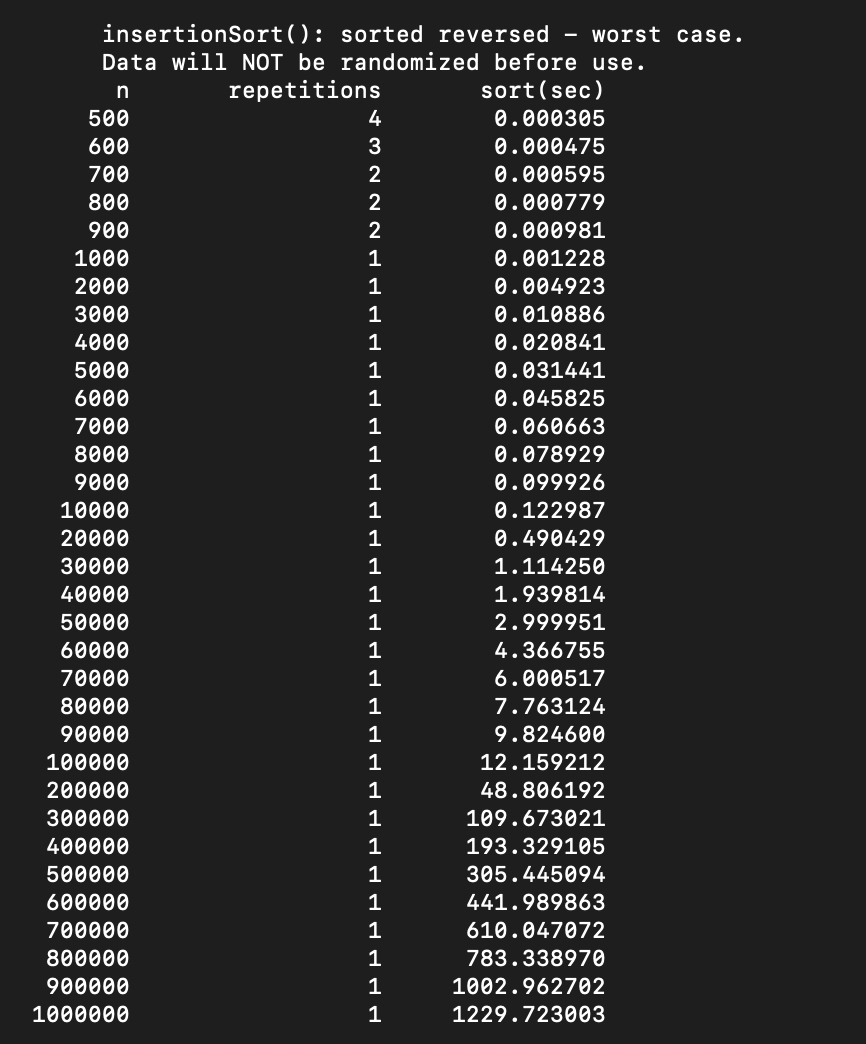 insertionSort(): sorted reversed – worst case.
Data will NOT be randomized before use.
n repetitions sort(sec)
500 4 0.000305
600 3 0.000475
700 2 0.000595
800 2 0.000779
900 2 0.000981
1000 1 0.001228
2000 1 0.004923
3000 1 0.010886
4000 1 0.020841
5000 1 0.031441
6000 1 0.045825
7000 1 0.060663
8000 1 0.078929
9000 1 0.099926
10000 1 0.122987
20000 1 0.490429
30000 1 1.114250
40000 1 1.939814
50000 1 2.999951
60000 1 4.366755
70000 1 6.000517
80000 1 7.763124
90000 1 9.824600
100000 1 12.159212
200000 1 48.806192
300000 1 109.673021
400000 1 193.329105
500000 1 305.445094
600000 1 441.989863
700000 1 610.047072
800000 1 783.338970
900000 1 1002.962702
1000000 1 1229.723003